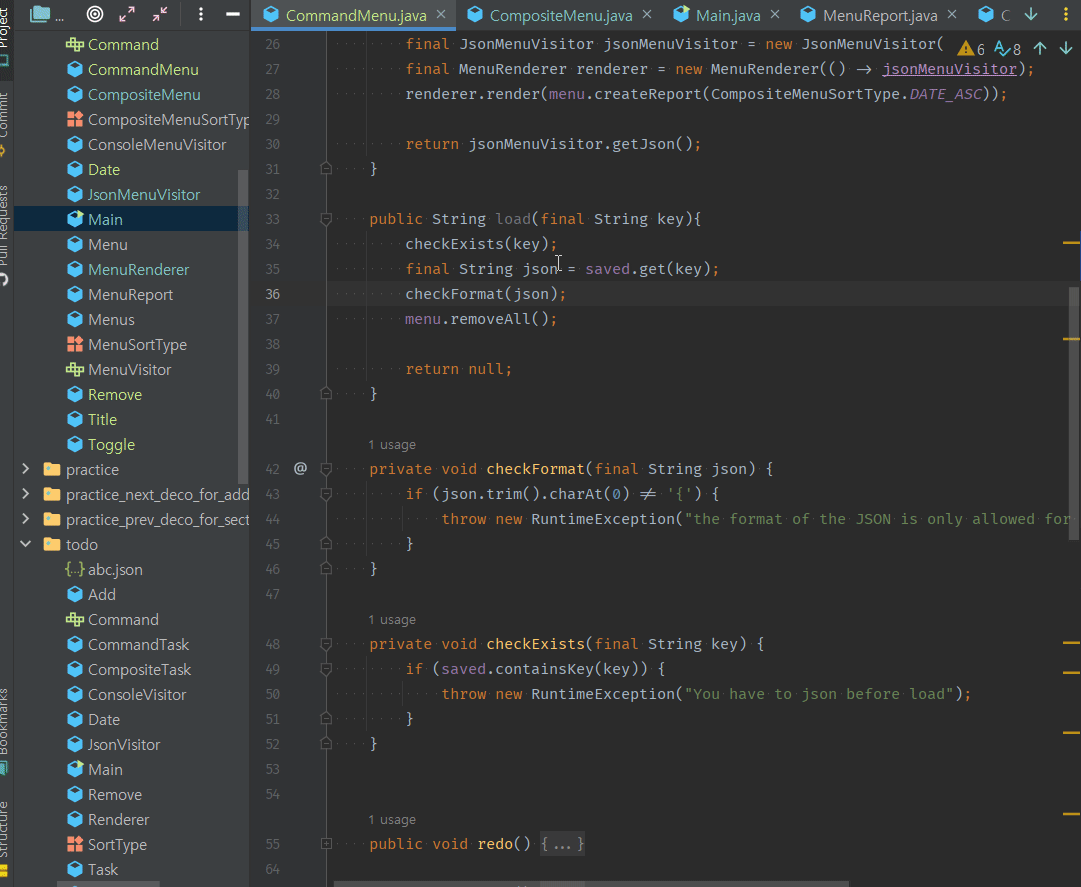 CommandMenu.java
CompositeMenu.java
Main.java
MenuReport.java
C
Project
Commit
Pull Requests
Bookmarks
Structure
...
Command
CommandMenu
CompositeMenu
CompositeMenuSortTyp
ConsoleMenuVisitor
Date
JsonMenuVisitor
Main
Menu
MenuRenderer
MenuReport
Menus
MenuSortType
MenuVisitor
Remove
Title
Toggle
practice
practice_next_deco_for_add
practice_prev_deco_for_sect
todo
abc.json
Add
Command
CommandTask
CompositeTask
ConsoleVisitor
Date
JsonVisitor
Main
Remove
Renderer
SortType
Task
6 8
26 final JsonMenuVisitor jsonMenuVisitor = new JsonMenuVisitor(
27 final MenuRenderer renderer = new MenuRenderer(() -> jsonMenuVisitor);
28 renderer.render(menu.createReport(CompositeMenuSortType.DATE_ASC));
29
30 return jsonMenuVisitor.getJson();
31 }
32
33 public String load(final String key){
34 checkExists(key);
35 final String json = saved.get(key);
36 checkFormat(json);
37 menu.removeAll();
38
39 return null;
40 }
41
1 usage
42 @ private void checkFormat(final String json) {
43 if (json.trim().charAt(0) != '{') {
44 throw new RuntimeException("the format of the JSON is only allowed for
45 }
46 }
47
1 usage
48 private void checkExists(final String key) {
49 if (saved.containsKey(key)) {
50 throw new RuntimeException("You have to json before load");
51 }
52 }
53
54
1 usage
55 public void redo() {...}
64